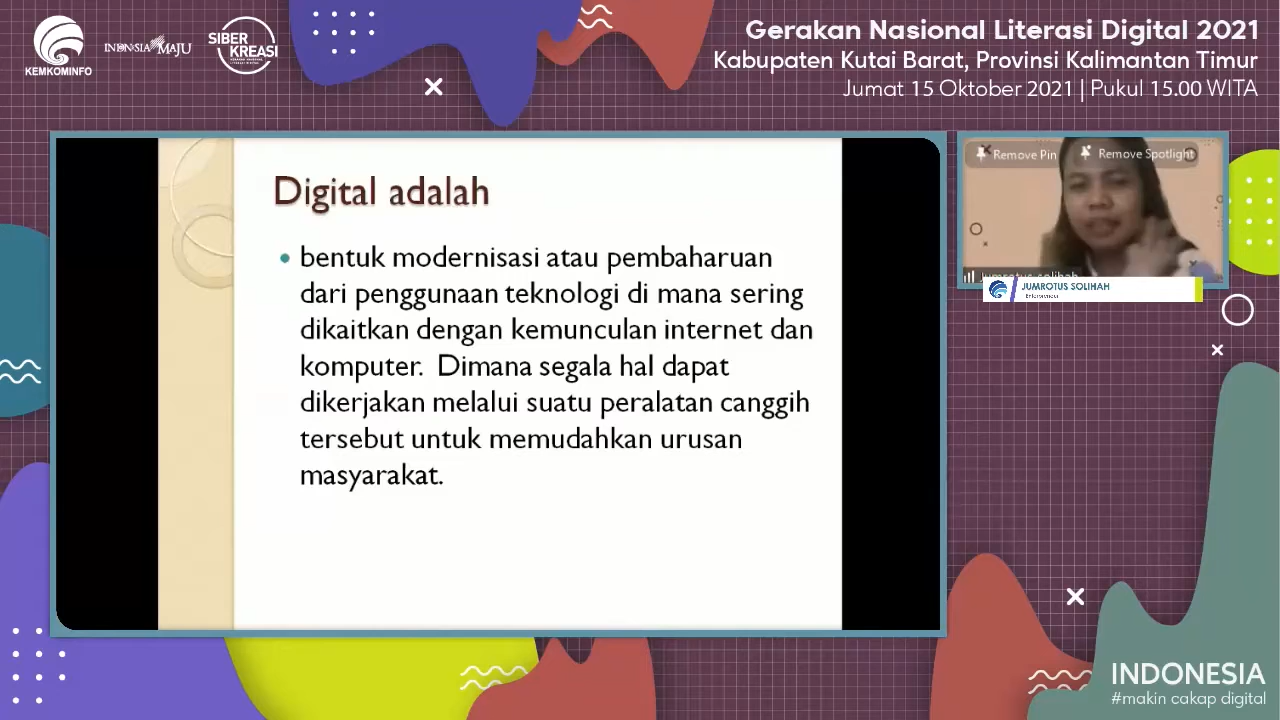 KEMKOMINFO
INDONESIA MAJU
SIBER
KREASI
Gerakan Nasional Literasi Digital 2021
Kabupaten Kutai Barat, Provinsi Kalimantan Timur
Jumat 15 Oktober 2021 | Pukul 15.00 WITA
Digital adalah
• bentuk modernisasi atau pembaharuan
dari penggunaan teknologi di mana sering
dikaitkan dengan kemunculan internet dan
komputer. Dimana segala hal dapat
dikerjakan melalui suatu peralatan canggih
tersebut untuk memudahkan urusan
masyarakat.
Remove Pin
Remove Spotlight
jumrotus solihah
JUMROTUS SOLIHAH
INDONESIA
#makin cakap digital